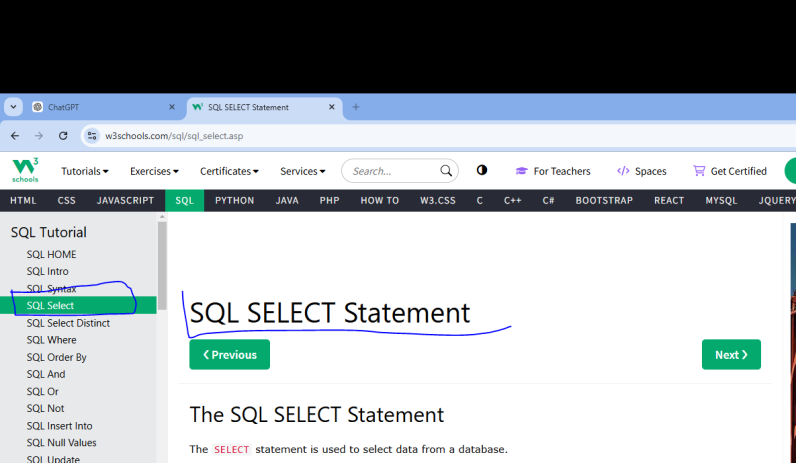 ChatGPT
SQL SELECT Statement
w3schools.com/sql/sql_select.asp
W3
schools
Tutorials
Exercises
Certificates
Services
Search...
For Teachers
Spaces
Get Certified
HTML CSS JAVASCRIPT SQL PYTHON JAVA PHP HOW TO W3.CSS C C++ C# BOOTSTRAP REACT MYSQL JQUERY
SQL Tutorial
SQL HOME
SQL Intro
SQL Syntax
SQL Select
SQL Select Distinct
SQL Where
SQL Order By
SQL And
SQL Or
SQL Not
SQL Insert Into
SQL Null Values
SQL Update
SQL SELECT Statement
❮ Previous
Next ❯
The SQL SELECT Statement
The SELECT statement is used to select data from a database.